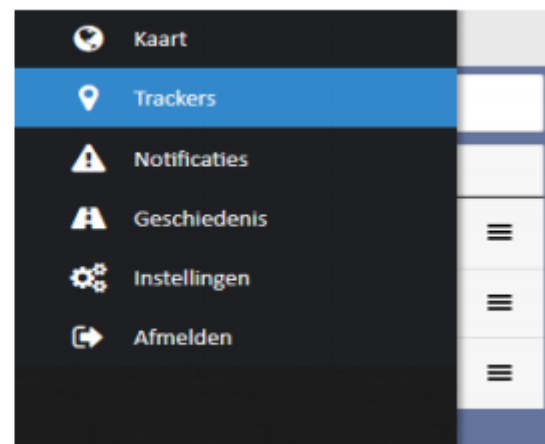 Kaart
Trackers
Notificaties
Geschiedenis
Instellingen
Afmelden